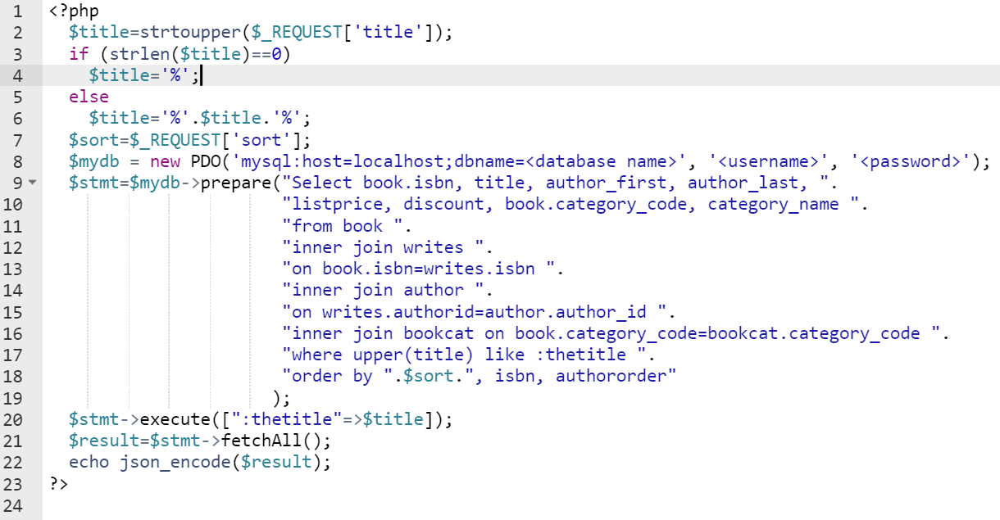 1 <?php
2 $title=strtoupper($_REQUEST['title']);
3 if (strlen($title)==0)
4 $title='%';
5 else
6 $title='%'.$title.'%';
7 $sort=$_REQUEST['sort'];
8 $mydb = new PDO('mysql:host=localhost;dbname=<database name>', '<username>', '<password>');
9 $stmt=$mydb->prepare("Select book.isbn, title, author_first, author_last, ".
10 "listprice, discount, book.category_code, category_name ".
11 "from book ".
12 "inner join writes ".
13 "on book.isbn=writes.isbn ".
14 "inner join author ".
15 "on writes.authorid=author.author_id ".
16 "inner join bookcat on book.category_code=bookcat.category_code ".
17 "where upper(title) like :thetitle ".
18 "order by ".$sort.", isbn, authororder"
19 );
20 $stmt->execute([":thetitle"=>$title]);
21 $result=$stmt->fetchAll();
22 echo json_encode($result);
23 ?>
24